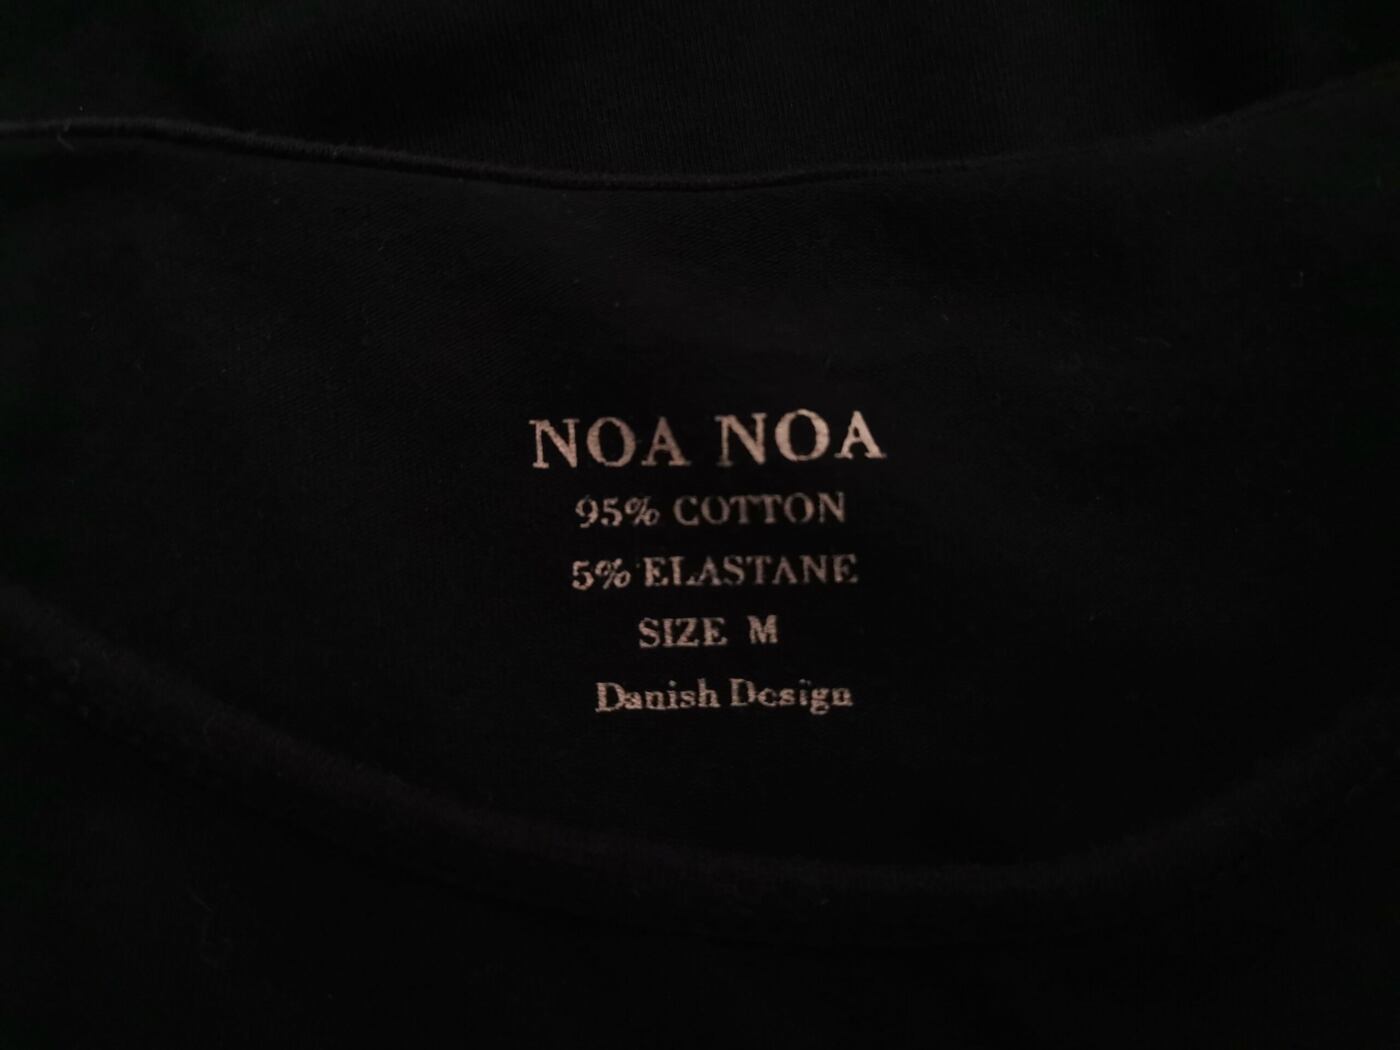 NOA NOA
95% COTTON
5% ELASTANE
SIZE M
Danish Design